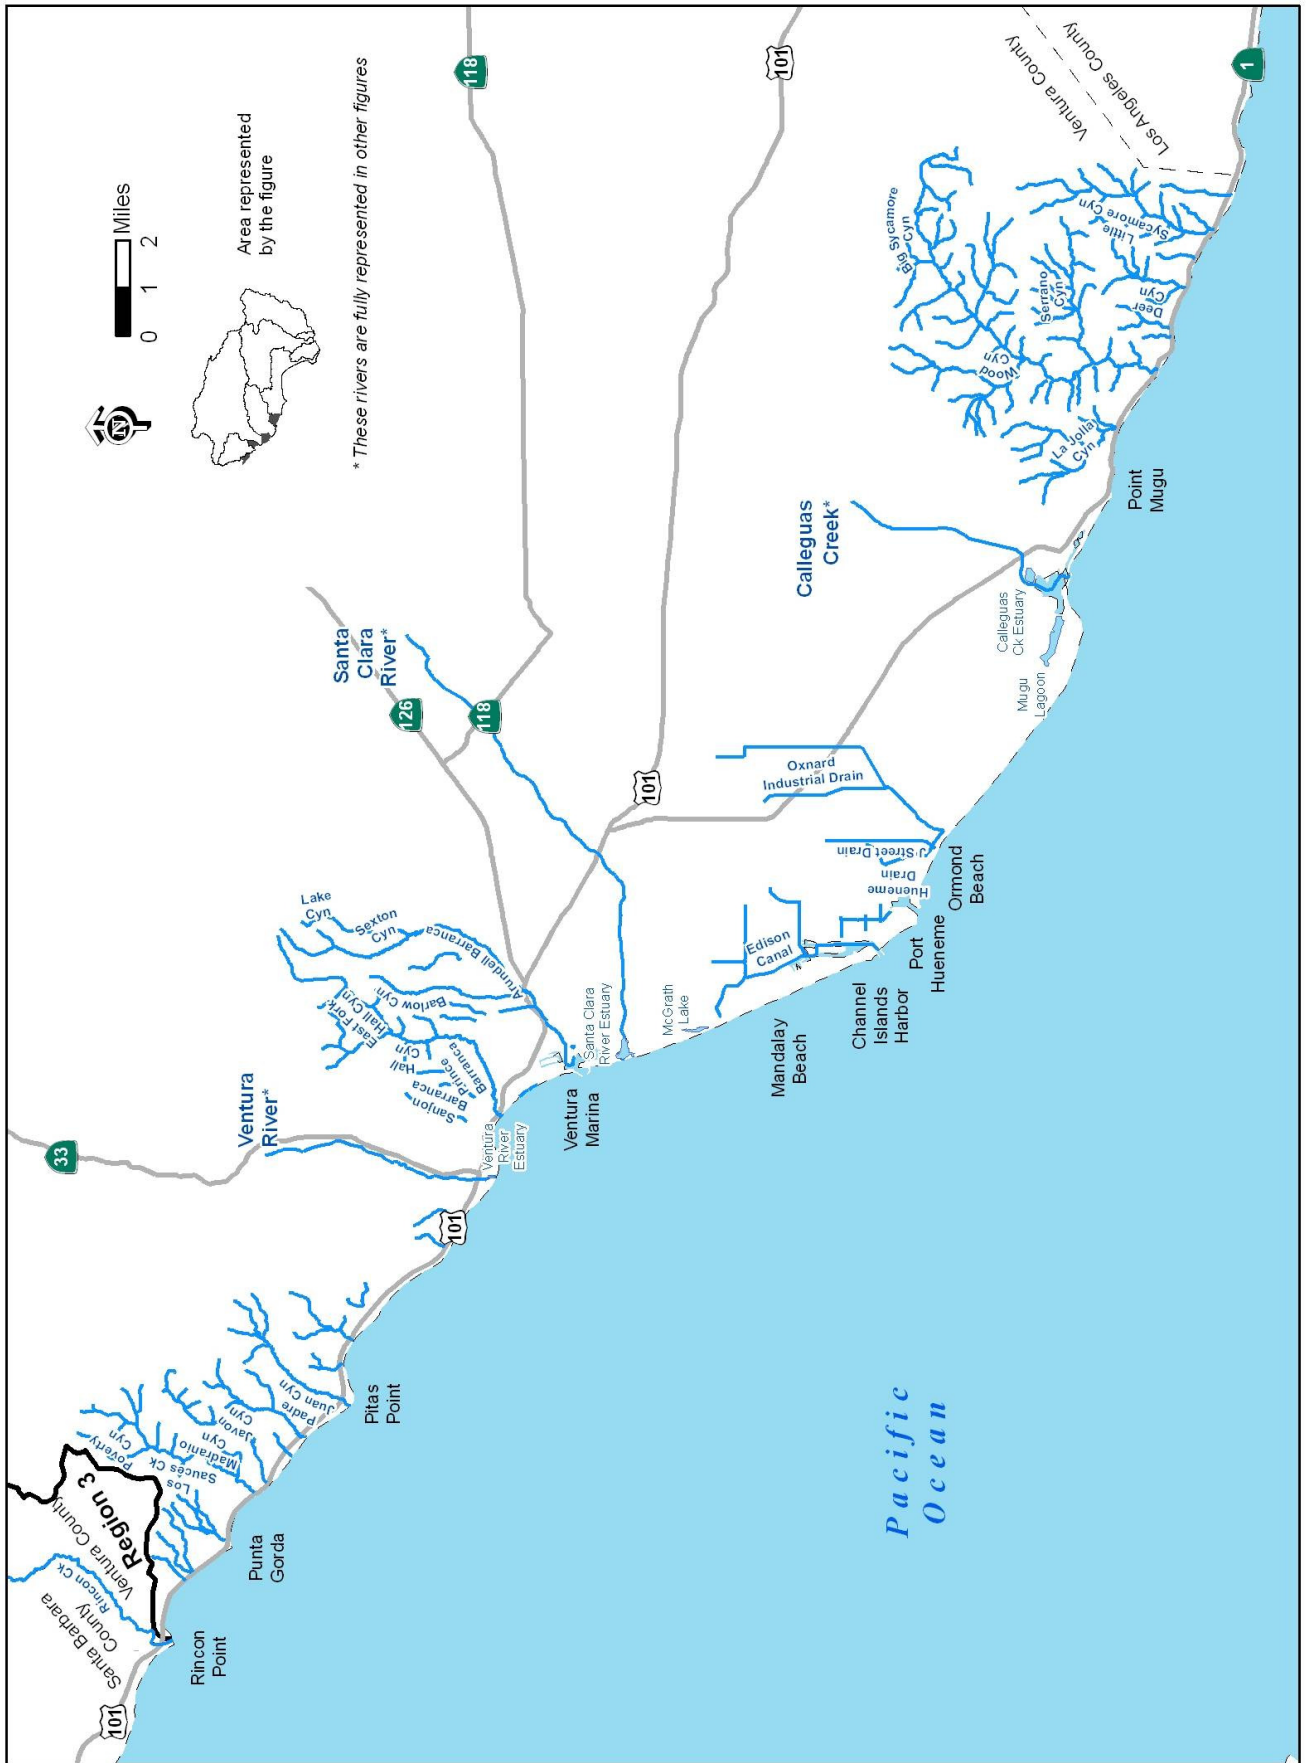 118
101
1
0 1 2 Miles
N
Area represented
by the figure
* These rivers are fully represented in other figures
Ventura County
Los Angeles County
Big Sycamore
Cyn
Little
Sycamore Cyn
Serrano
Cyn
Deer
Cyn
Wood
Cyn
La Jolla
Cyn
Point
Mugu
Calleguas
Creek*
Calleguas
Ck Estuary
Mugu
Lagoon
Santa
Clara
River*
126
118
101
Oxnard
Industrial Drain
J Street Drain
Hueneme
Drain
Ormond
Beach
Port
Hueneme
Edison
Canal
Channel
Islands
Harbor
Mandalay
Beach
McGrath
Lake
Santa Clara
River Estuary
Ventura
Marina
Lake
Cyn
Sexton
Cyn
Arundell Barranca
Barlow Cyn
East Fork
Hall Cyn
Hall
Cyn
Prince
Barranca
Sanjon
Barranca
Ventura
River*
Ventura
River
Estuary
33
101
Pitas
Point
Padre
Juan Cyn
Javon
Cyn
Madranio
Cyn
Los
Sauces Ck
Poverty
Cyn
Punta
Gorda
Region 3
Ventura County
Santa Barbara
County
Rincon Ck
Rincon
Point
101
Pacific
Ocean